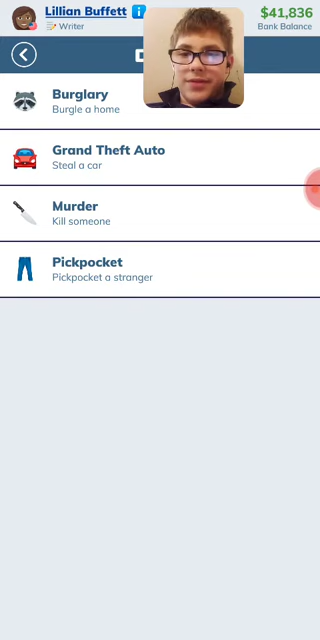 Lillian Buffett
$41,836
Writer
Bank Balance
Burglary
Burgle a home
Grand Theft Auto
Steal a car
Murder
Kill someone
Pickpocket
Pickpocket a stranger